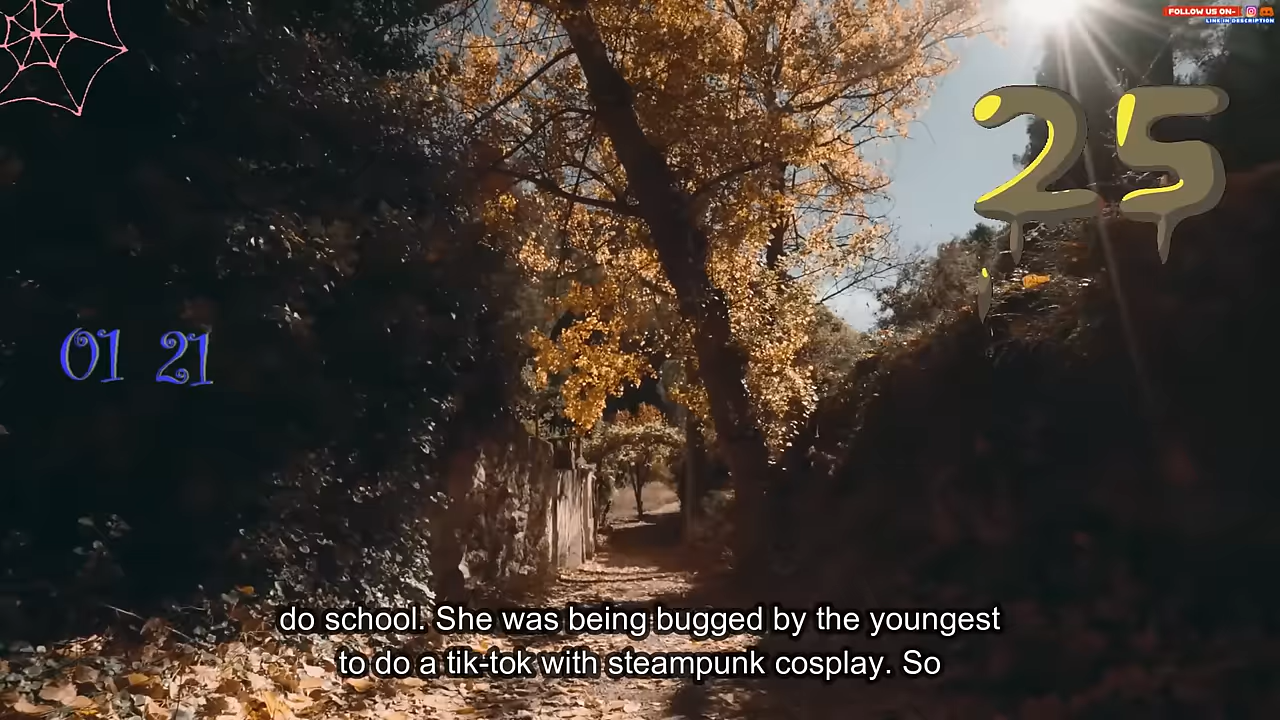 FOLLOW US ON-
LINK IN DESCRIPTION
25
01 21
do school. She was being bugged by the youngest
to do a tik-tok with steampunk cosplay. So